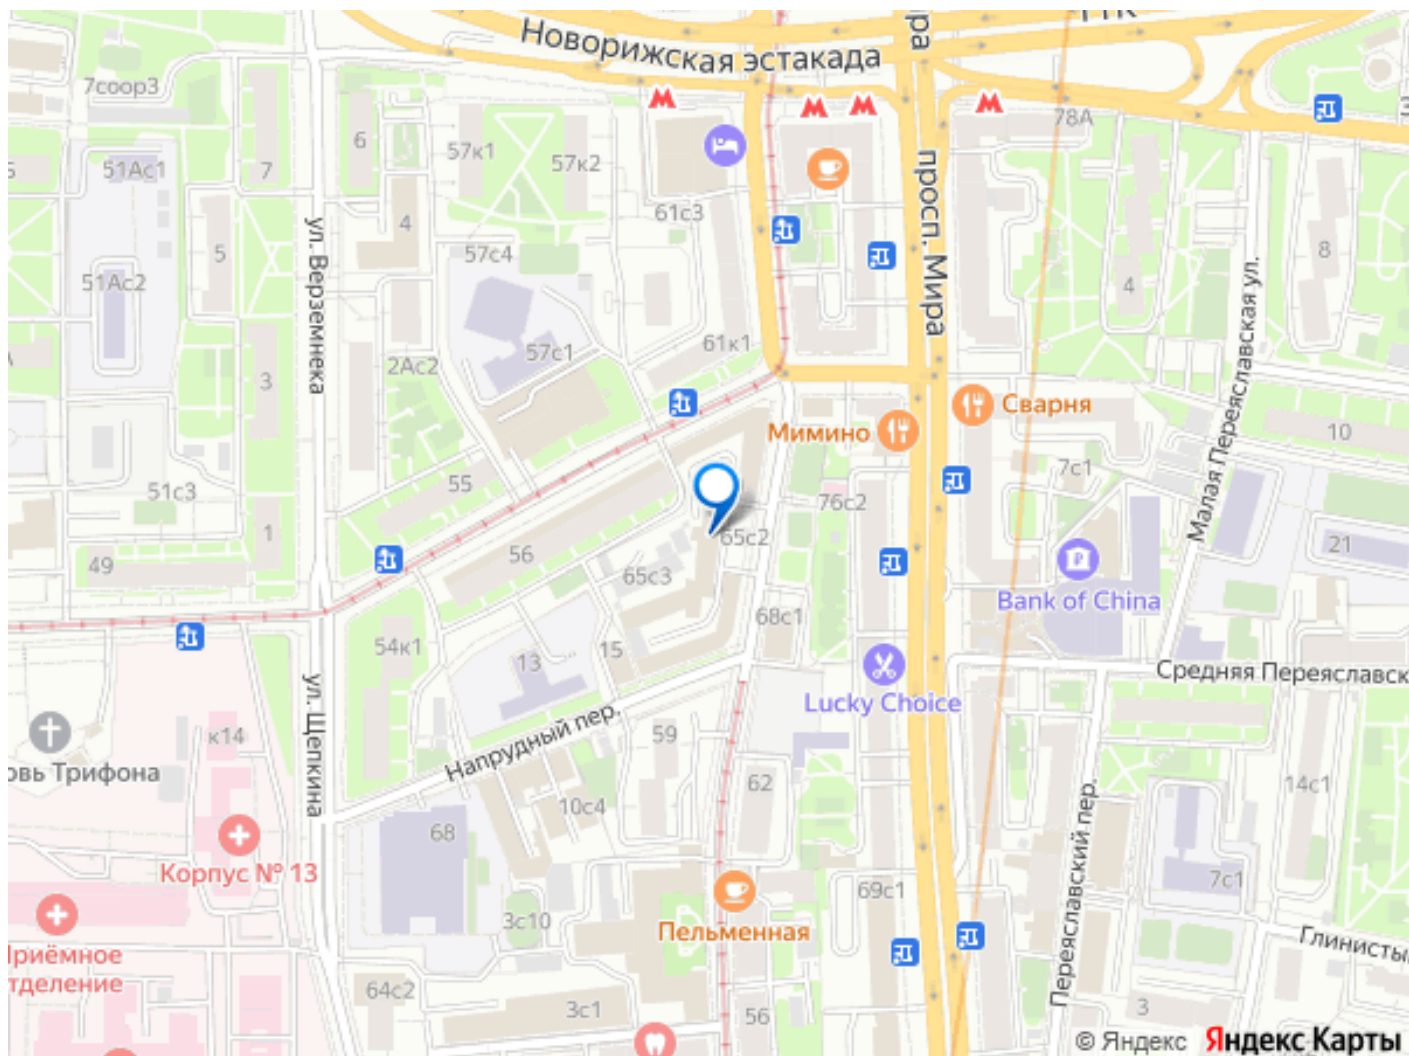 Новорижская эстакада
просп. Мира
7соор3
6
57к1
57к2
78А
51Ас1
7
61с3
4
5
57с4
8
51Ас2
4
ул. Верземнека
57с1
61к1
2Ас2
3
Малая Переяславская ул.
Сварня
Мимино
10
55
51с3
7с1
76с2
1
65с2
21
49
56
65с3
Bank of China
68с1
54к1
15
13
Средняя Переяславск
Lucky Choice
ул. Щепкина
Напрудный пер.
59
к14
овь Трифона
62
14с1
10с4
68
Переяславский пер.
Корпус № 13
7с1
69с1
3с10
Пельменная
Приёмное
тделение
Глинисты
64с2
3с1
56
3
© Яндекс Яндекс Карты